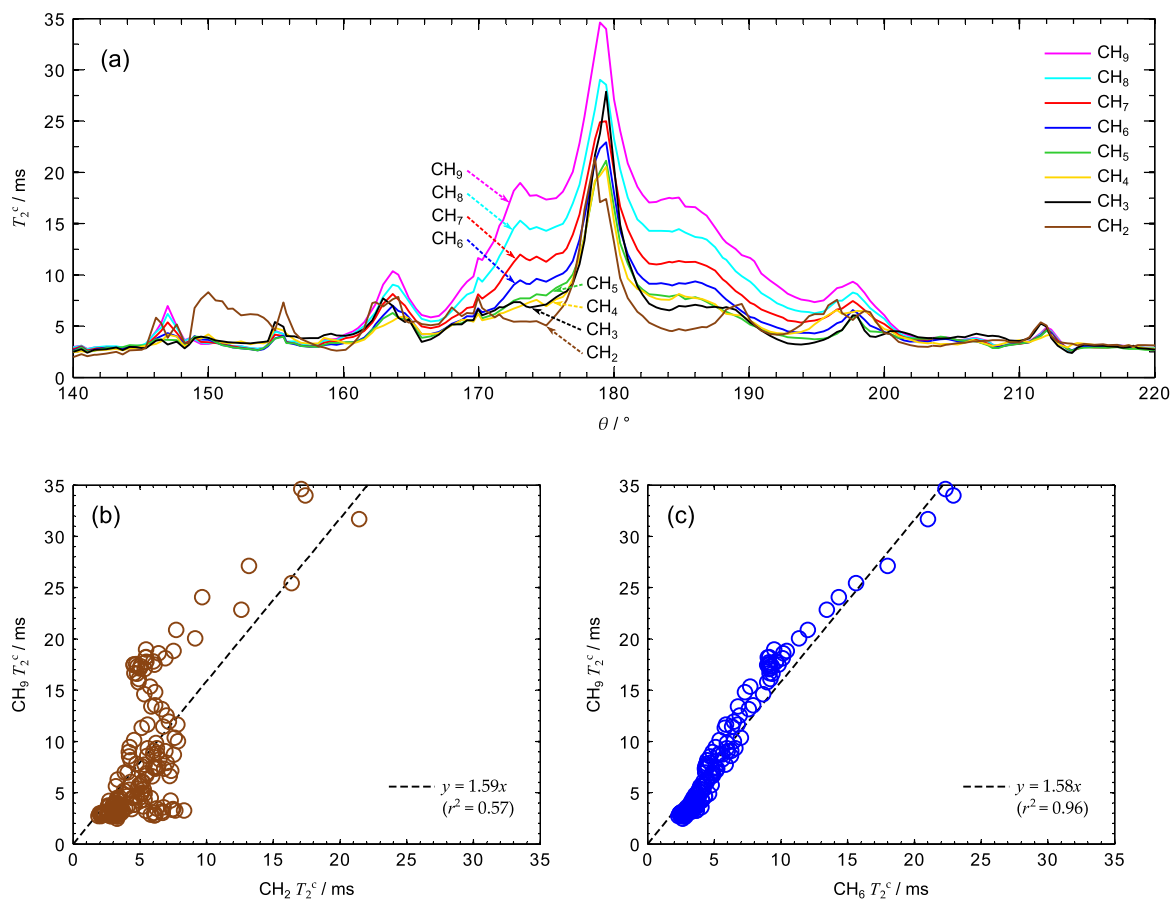 35
30
25
20
15
10
5
0
T₂ᶜ / ms
(a)
CH₉
CH₈
CH₇
CH₆
CH₅
CH₄
CH₃
CH₂
CH₉
CH₈
CH₇
CH₆
CH₅
CH₄
CH₃
CH₂
140 150 160 170 180 190 200 210 220
θ / °
35
30
25
20
15
10
5
0
CH₉ T₂ᶜ / ms
(b)
y = 1.59x
(r² = 0.57)
0 5 10 15 20 25 30 35
CH₂ T₂ᶜ / ms
35
30
25
20
15
10
5
0
CH₉ T₂ᶜ / ms
(c)
y = 1.58x
(r² = 0.96)
0 5 10 15 20 25 30 35
CH₆ T₂ᶜ / ms